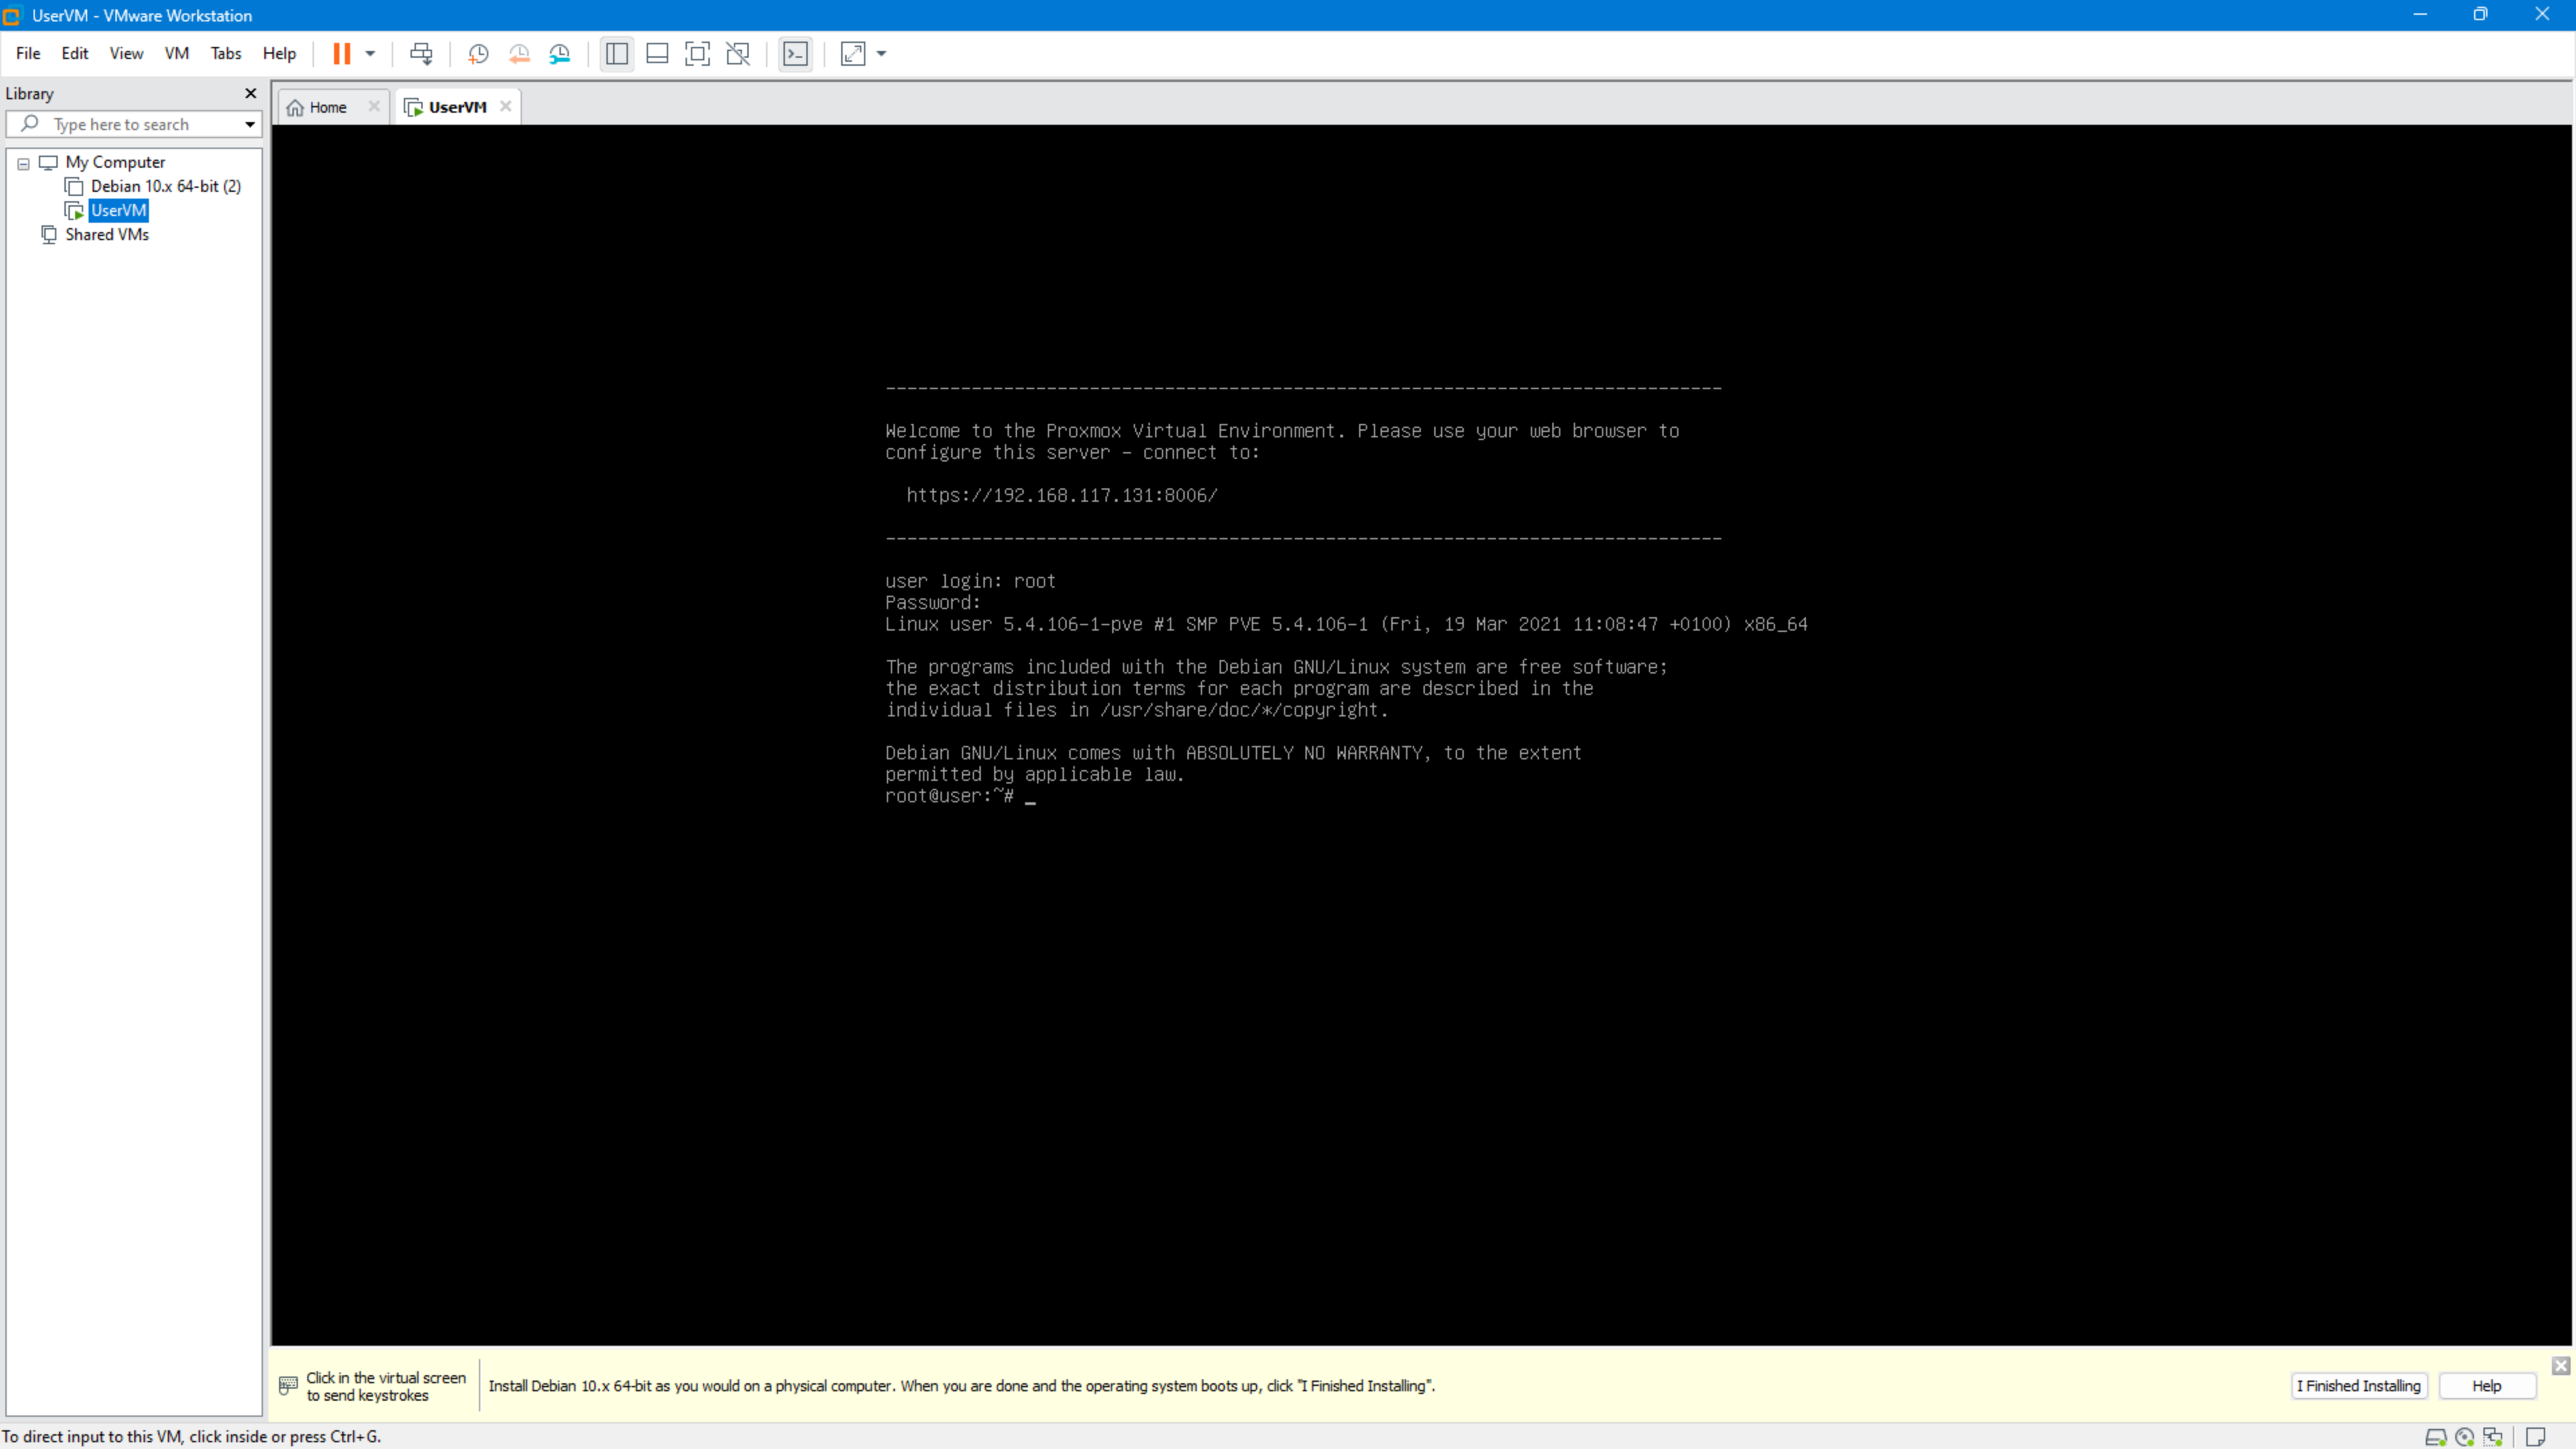 UserVM - VMware Workstation
File Edit View VM Tabs Help
Library
Type here to search
My Computer
Debian 10.x 64-bit (2)
UserVM
Shared VMs
Home
UserVM
------------------------------------------------------------------------------
Welcome to the Proxmox Virtual Environment. Please use your web browser to
configure this server - connect to:
https://192.168.117.131:8006/
------------------------------------------------------------------------------
user login: root
Password:
Linux user 5.4.106-1-pve #1 SMP PVE 5.4.106-1 (Fri, 19 Mar 2021 11:08:47 +0100) x86_64
The programs included with the Debian GNU/Linux system are free software;
the exact distribution terms for each program are described in the
individual files in /usr/share/doc/*/copyright.
Debian GNU/Linux comes with ABSOLUTELY NO WARRANTY, to the extent
permitted by applicable law.
root@user:~# _
Click in the virtual screen
to send keystrokes
Install Debian 10.x 64-bit as you would on a physical computer. When you are done and the operating system boots up, click "I Finished Installing".
I Finished Installing
Help
To direct input to this VM, click inside or press Ctrl+G.